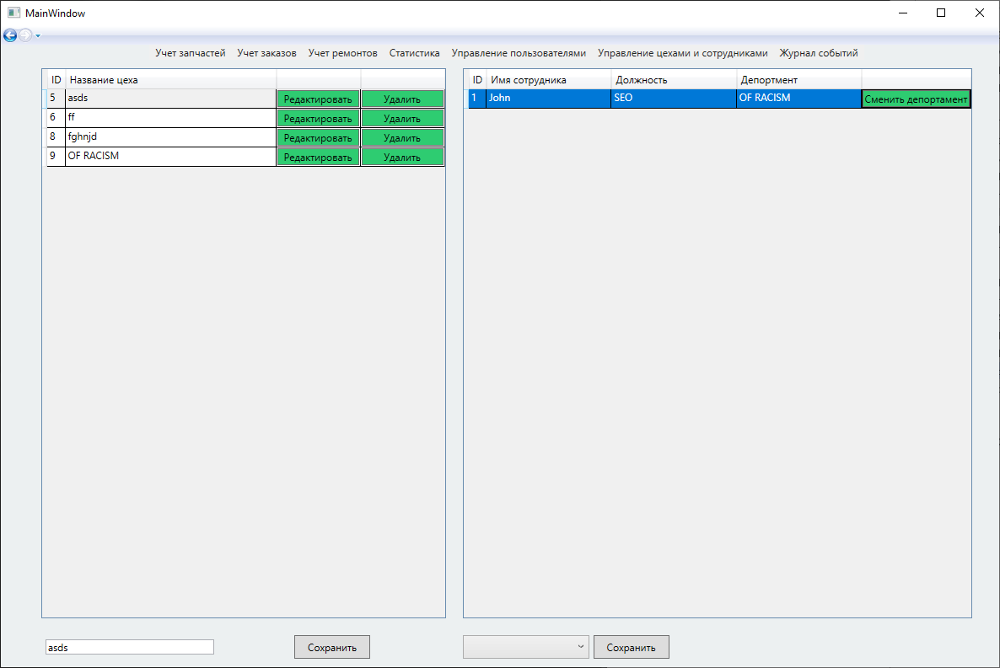 MainWindow
Учет запчастей Учет заказов Учет ремонтов Статистика Управление пользователями Управление цехами и сотрудниками Журнал событий
ID Название цеха
5 asds Редактировать Удалить
6 ff Редактировать Удалить
8 fghnjd Редактировать Удалить
9 OF RACISM Редактировать Удалить
ID Имя сотрудника Должность Депортмент
1 John SEO OF RACISM Сменить депортамент
asds Сохранить
Сохранить